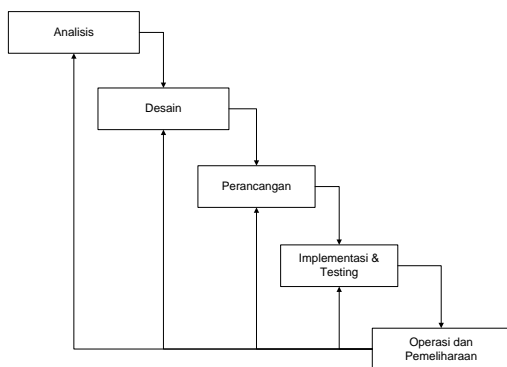 Analisis
Desain
Perancangan
Implementasi &
Testing
Operasi dan
Pemeliharaan